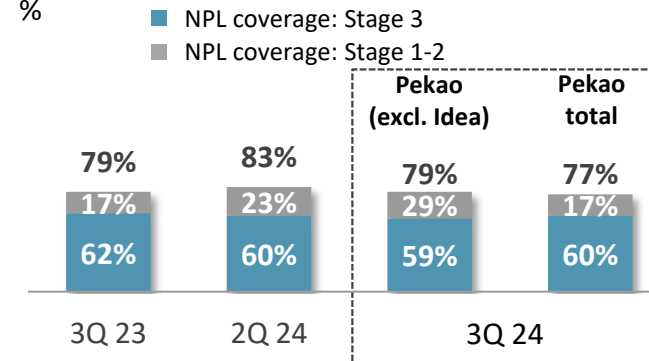 %
NPL coverage: Stage 3
NPL coverage: Stage 1-2
Pekao
(excl. Idea)
Pekao
total
79%
83%
79%
77%
17%
23%
29%
17%
62%
60%
59%
60%
3Q 23
2Q 24
3Q 24